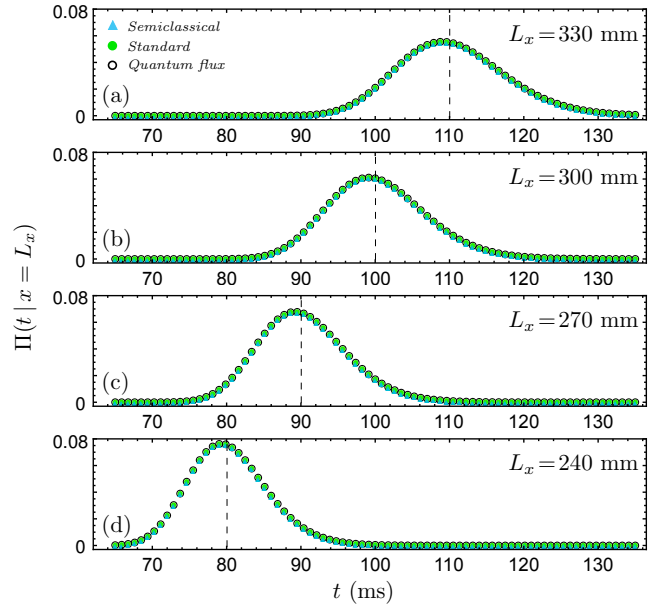 0.08
Semiclassical
Standard
Quantum flux
L_x = 330 mm
(a)
0
70 80 90 100 110 120 130
0.08
L_x = 300 mm
(b)
0
70 80 90 100 110 120 130
Π(t | x = L_x)
0.08
L_x = 270 mm
(c)
0
70 80 90 100 110 120 130
0.08
L_x = 240 mm
(d)
0
70 80 90 100 110 120 130
t (ms)